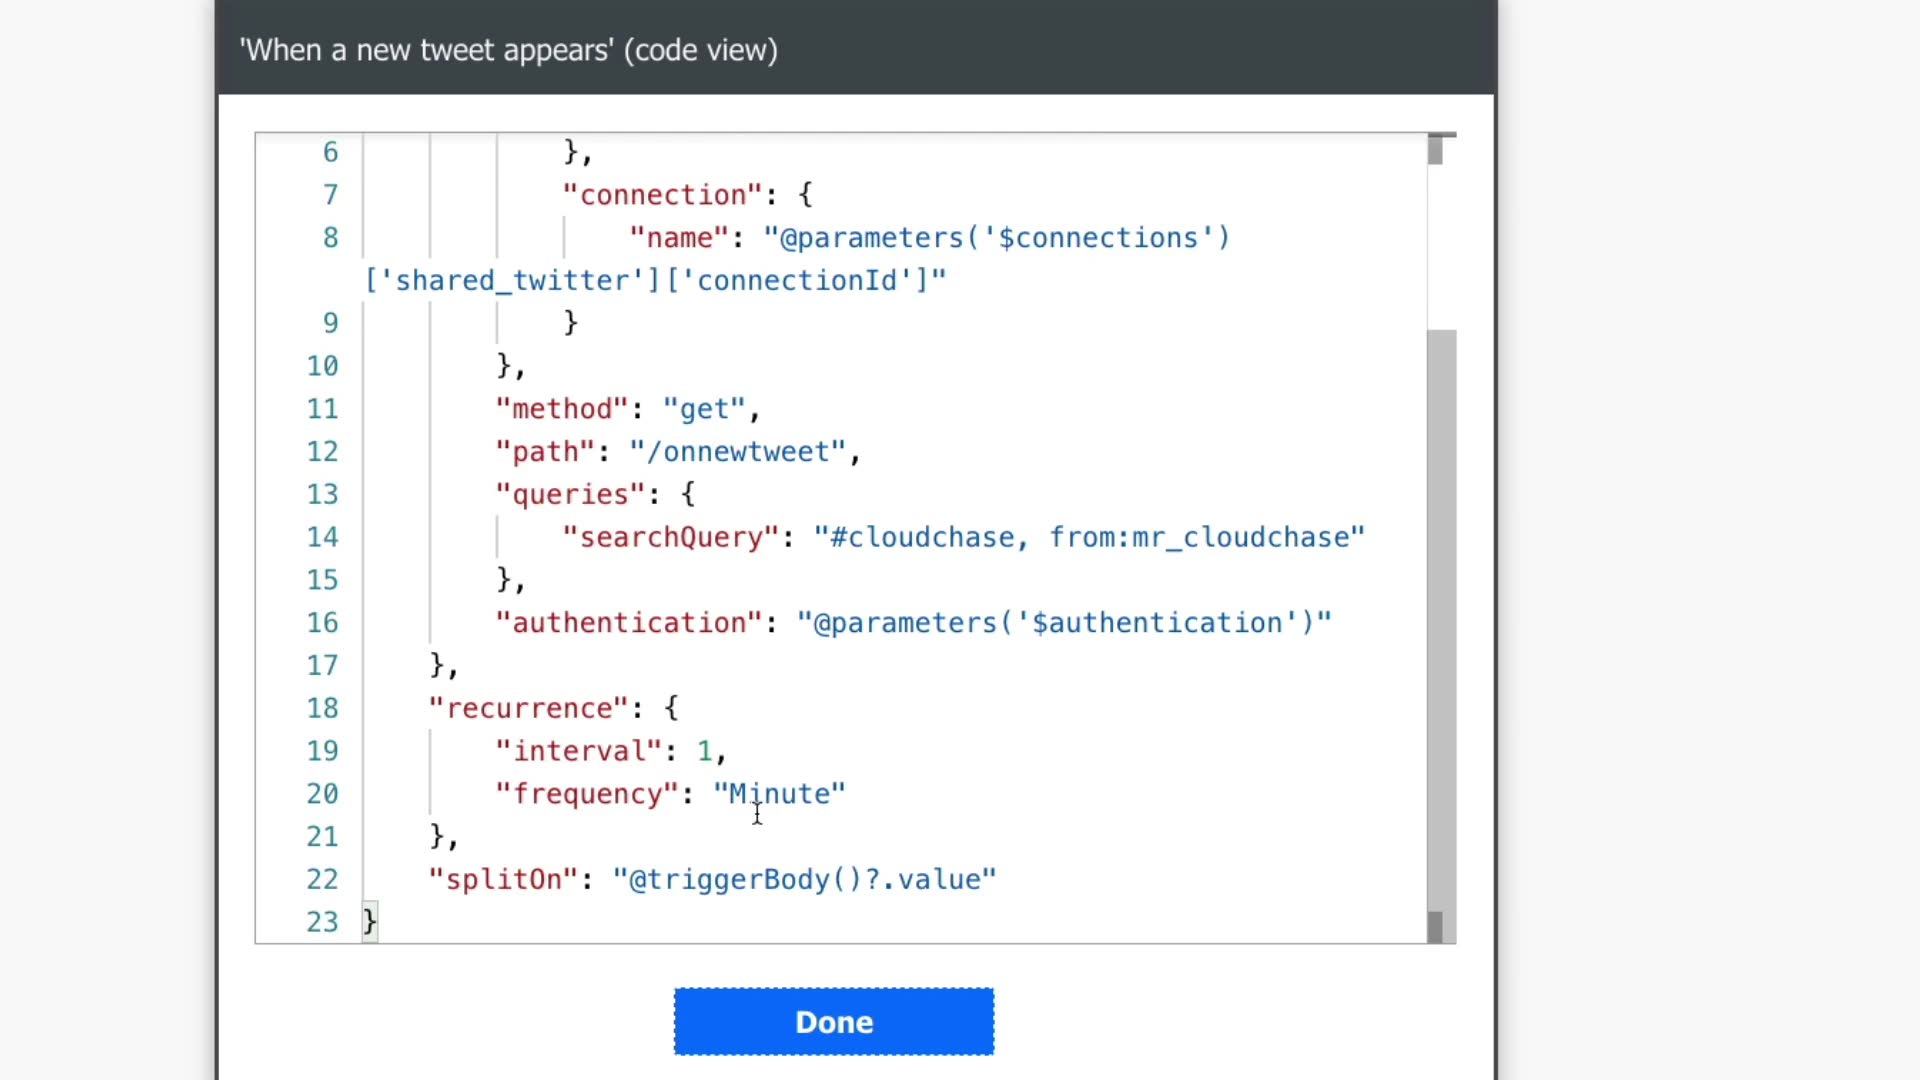 'When a new tweet appears' (code view)
6 },
7 "connection": {
8 "name": "@parameters('$connections')
['shared_twitter']['connectionId']"
9 }
10 },
11 "method": "get",
12 "path": "/onnewtweet",
13 "queries": {
14 "searchQuery": "#cloudchase, from:mr_cloudchase"
15 },
16 "authentication": "@parameters('$authentication')"
17 },
18 "recurrence": {
19 "interval": 1,
20 "frequency": "Minute"
21 },
22 "splitOn": "@triggerBody()?.value"
23 }
Done